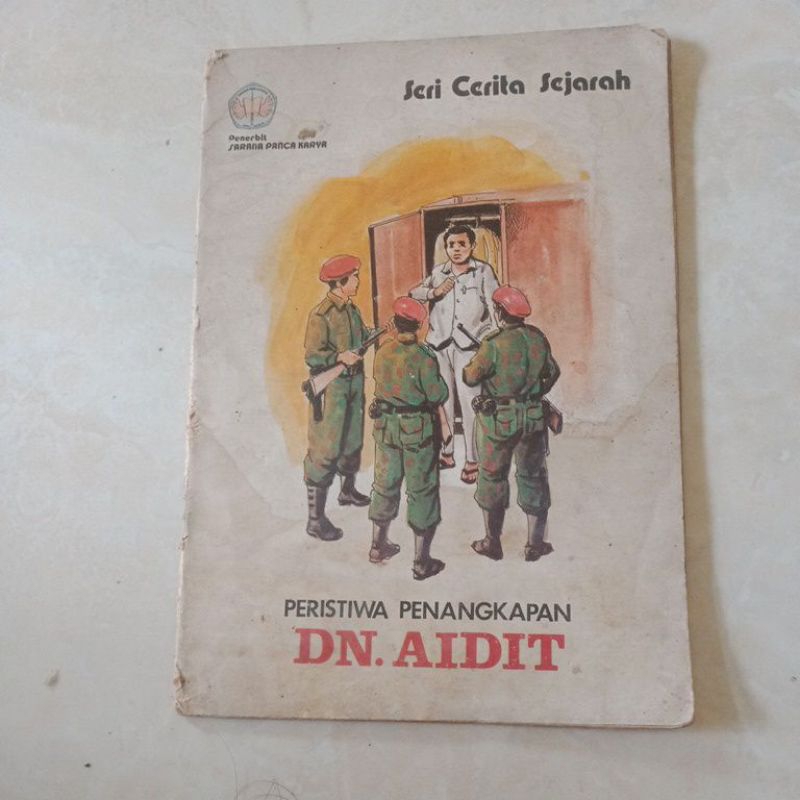 Seri Cerita Sejarah
Penerbit
SARANA PANCA KARYA
PERISTIWA PENANGKAPAN
DN. AIDIT